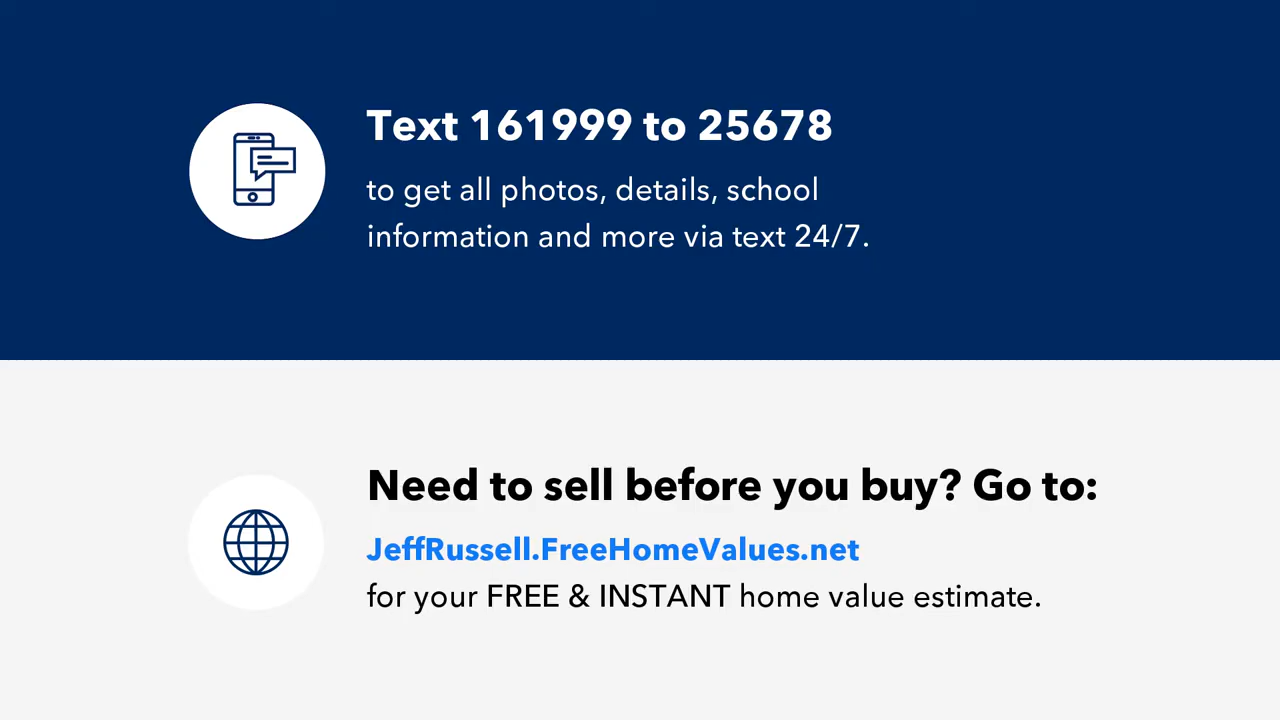 Text 161999 to 25678
to get all photos, details, school
information and more via text 24/7.
Need to sell before you buy? Go to:
JeffRussell.FreeHomeValues.net
for your FREE & INSTANT home value estimate.